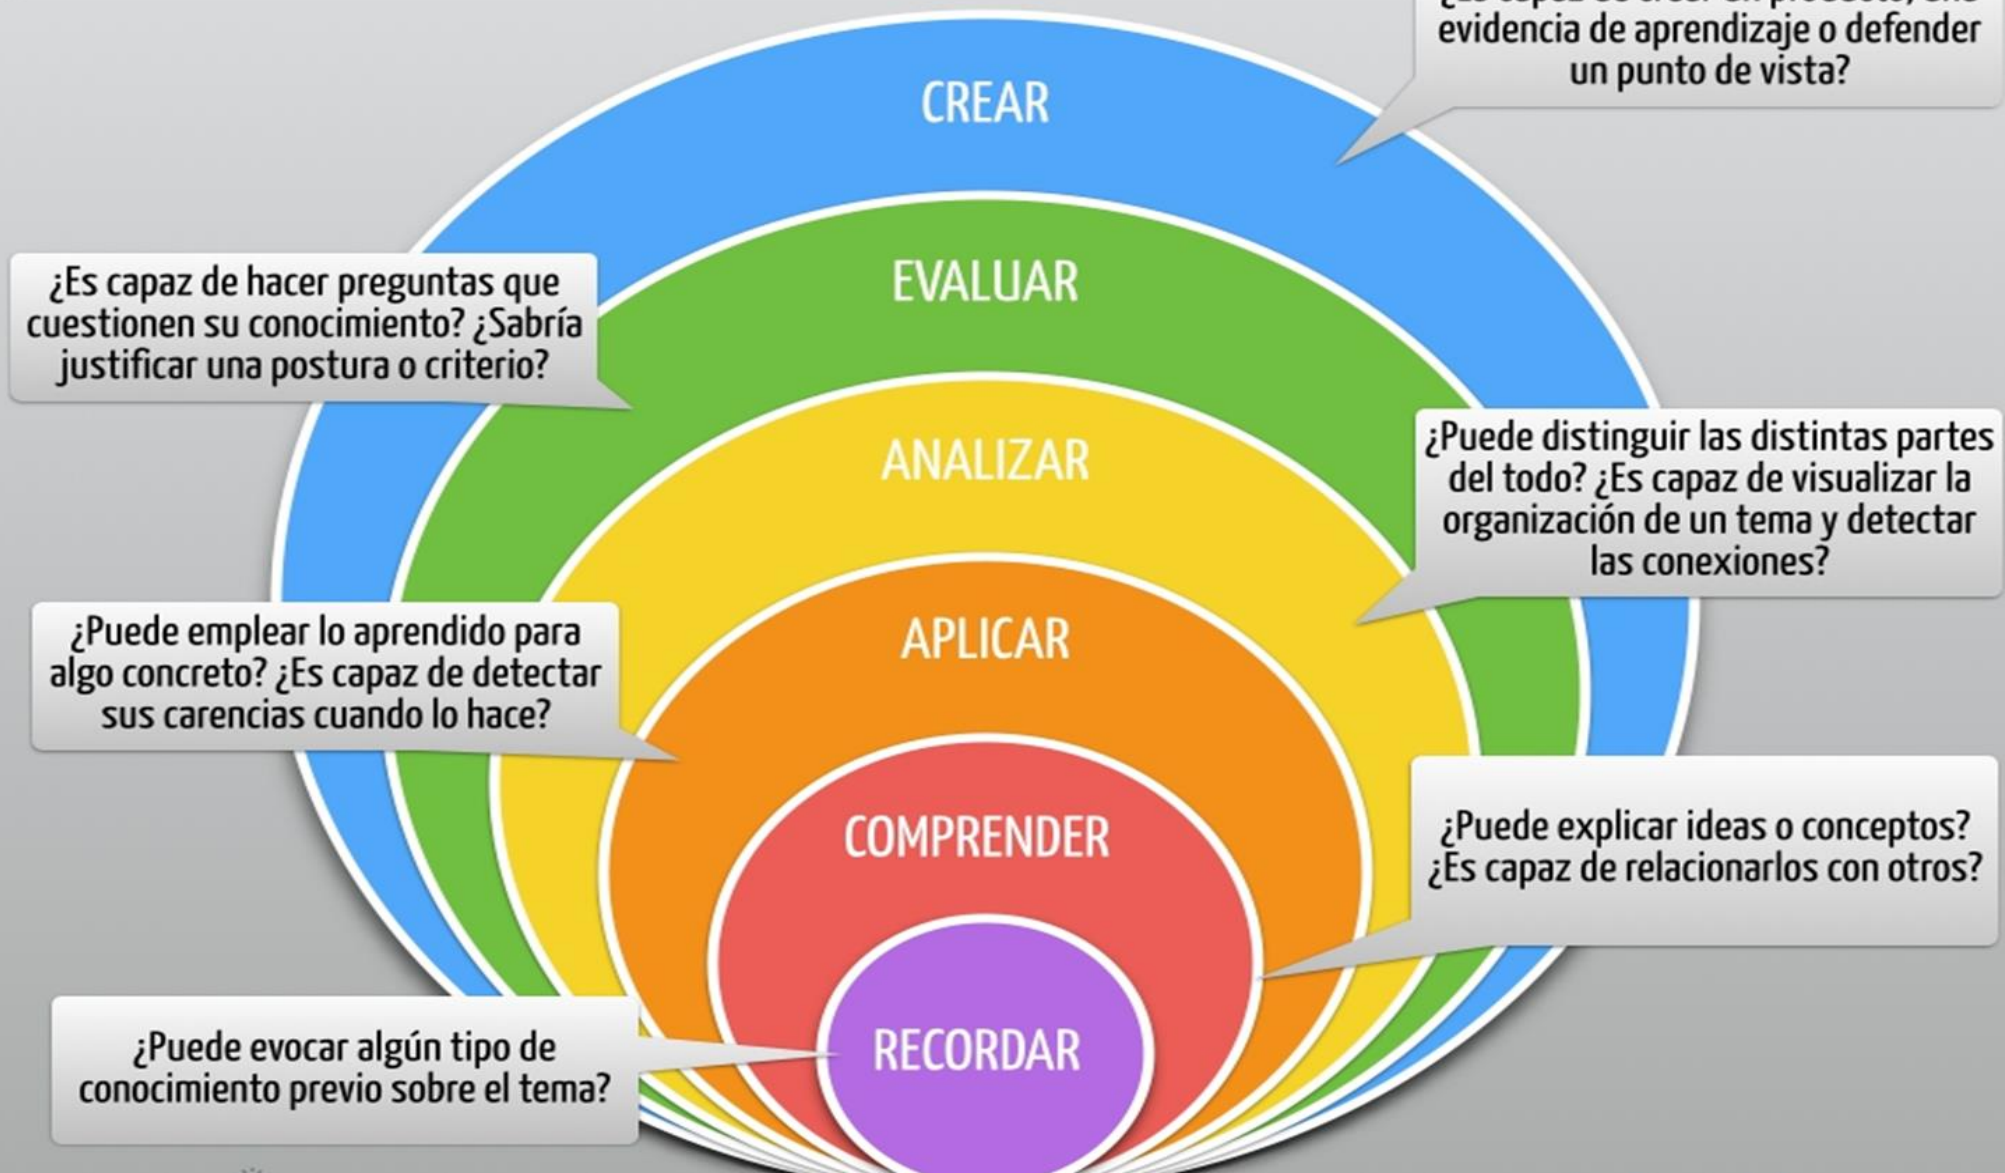 evidencia de aprendizaje o defender
un punto de vista?
CREAR
¿Es capaz de hacer preguntas que
cuestionen su conocimiento? ¿Sabría
justificar una postura o criterio?
EVALUAR
¿Puede distinguir las distintas partes
del todo? ¿Es capaz de visualizar la
organización de un tema y detectar
las conexiones?
ANALIZAR
¿Puede emplear lo aprendido para
algo concreto? ¿Es capaz de detectar
sus carencias cuando lo hace?
APLICAR
¿Puede explicar ideas o conceptos?
¿Es capaz de relacionarlos con otros?
COMPRENDER
¿Puede evocar algún tipo de
conocimiento previo sobre el tema?
RECORDAR